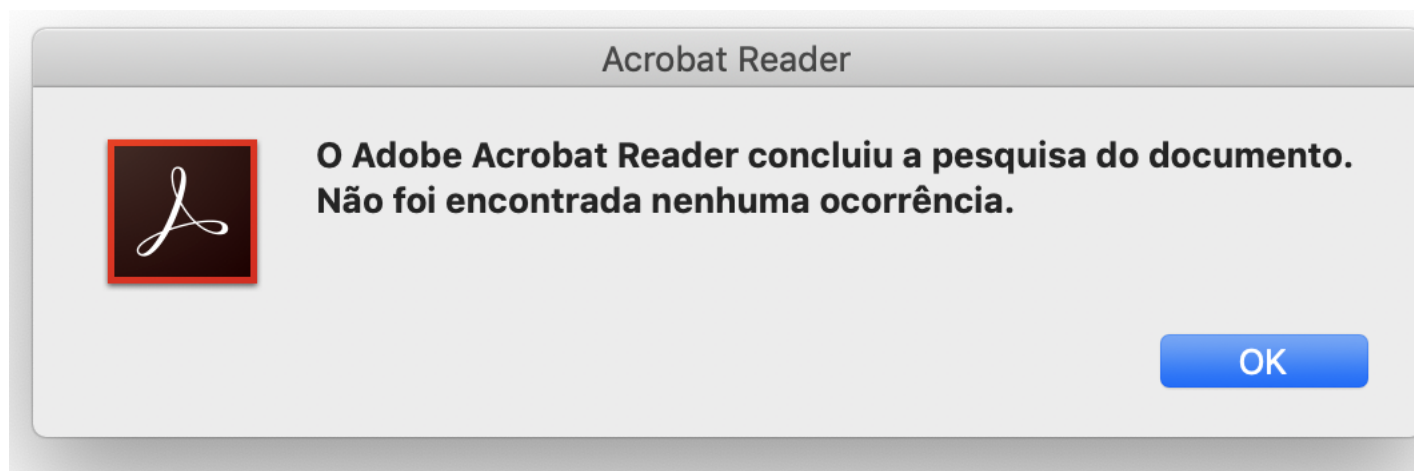 Acrobat Reader
O Adobe Acrobat Reader concluiu a pesquisa do documento.
Não foi encontrada nenhuma ocorrência.
OK